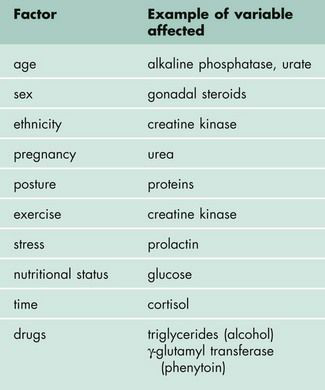 Factor Example of variable
affected
age alkaline phosphatase, urate
sex gonadal steroids
ethnicity creatine kinase
pregnancy urea
posture proteins
exercise creatine kinase
stress prolactin
nutritional status glucose
time cortisol
drugs triglycerides (alcohol)
γ-glutamyl transferase
(phenytoin)